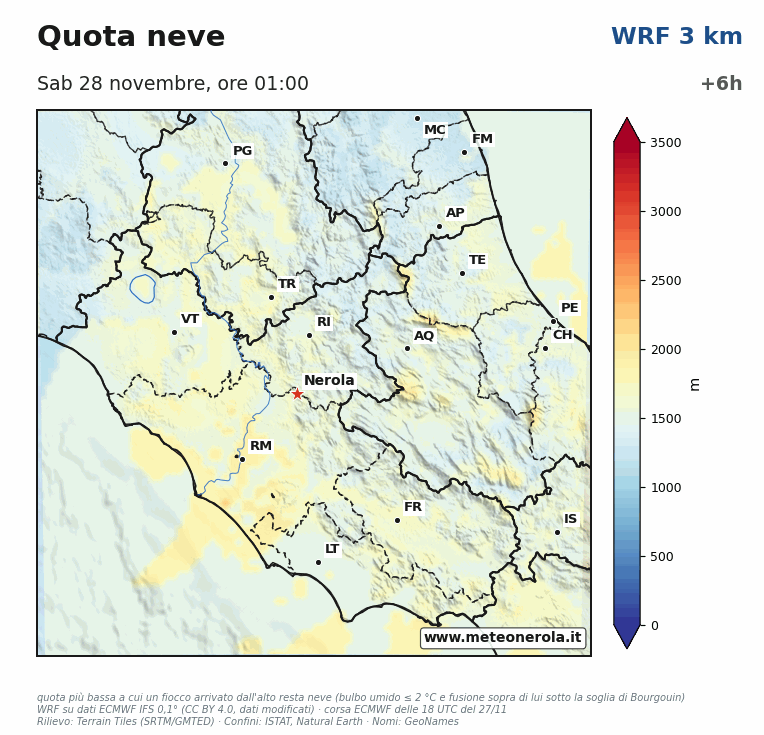 Quota neve
WRF 3 km
Sab 28 novembre, ore 01:00
+6h
MC
FM
PG
AP
TE
TR
PE
VT
RI
AQ
CH
Nerola
RM
FR
IS
LT
www.meteonerola.it
3500
3000
2500
2000
1500
1000
500
0
m
quota più bassa a cui un fiocco arrivato dall'alto resta neve (bulbo umido ≤ 2 °C e fusione sopra di lui sotto la soglia di Bourgouin)
WRF su dati ECMWF IFS 0,1° (CC BY 4.0, dati modificati) · corsa ECMWF delle 18 UTC del 27/11
Rilievo: Terrain Tiles (SRTM/GMTED) · Confini: ISTAT, Natural Earth · Nomi: GeoNames